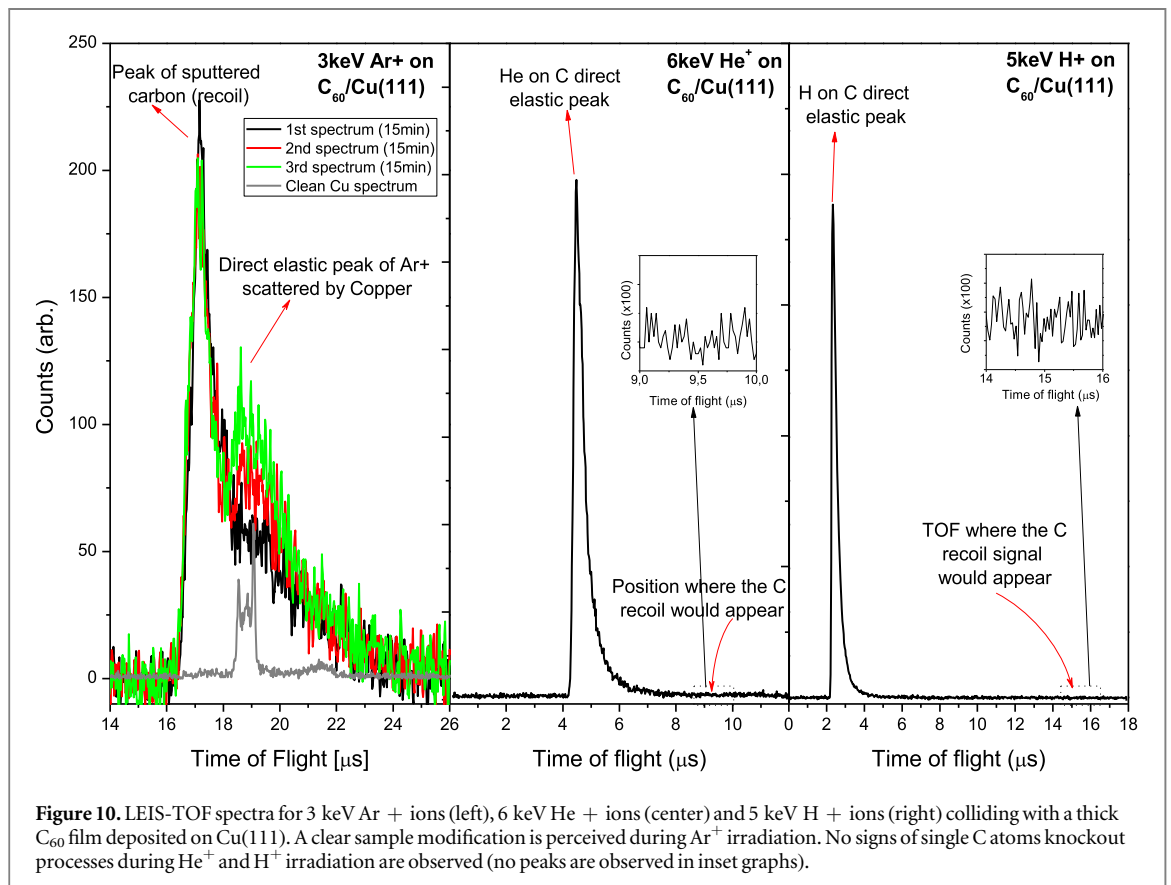 250
200
150
100
50
0
Counts (arb.)
3keV Ar+ on
C60/Cu(111)
Peak of sputtered
carbon (recoil)
1st spectrum (15min)
2nd spectrum (15min)
3rd spectrum (15min)
Clean Cu spectrum
Direct elastic peak of Ar+
scattered by Copper
14 16 18 20 22 24 26
Time of Flight [μs]
6keV He+ on
C60/Cu(111)
He on C direct
elastic peak
Counts (x100)
9,0 9,5 10,0
Time of flight (μs)
Position where the C
recoil would appear
2 4 6 8 10
Time of flight (μs)
5keV H+ on
C60/Cu(111)
H on C direct
elastic peak
Counts (x100)
14 15 16
Time of flight (μs)
TOF where the C
recoil signal
would appear
0 2 4 6 8 10 12 14 16 18
Time of flight (μs)
Figure 10. LEIS-TOF spectra for 3 keV Ar + ions (left), 6 keV He + ions (center) and 5 keV H + ions (right) colliding with a thick
C60 film deposited on Cu(111). A clear sample modification is perceived during Ar+ irradiation. No signs of single C atoms knockout
processes during He+ and H+ irradiation are observed (no peaks are observed in inset graphs).